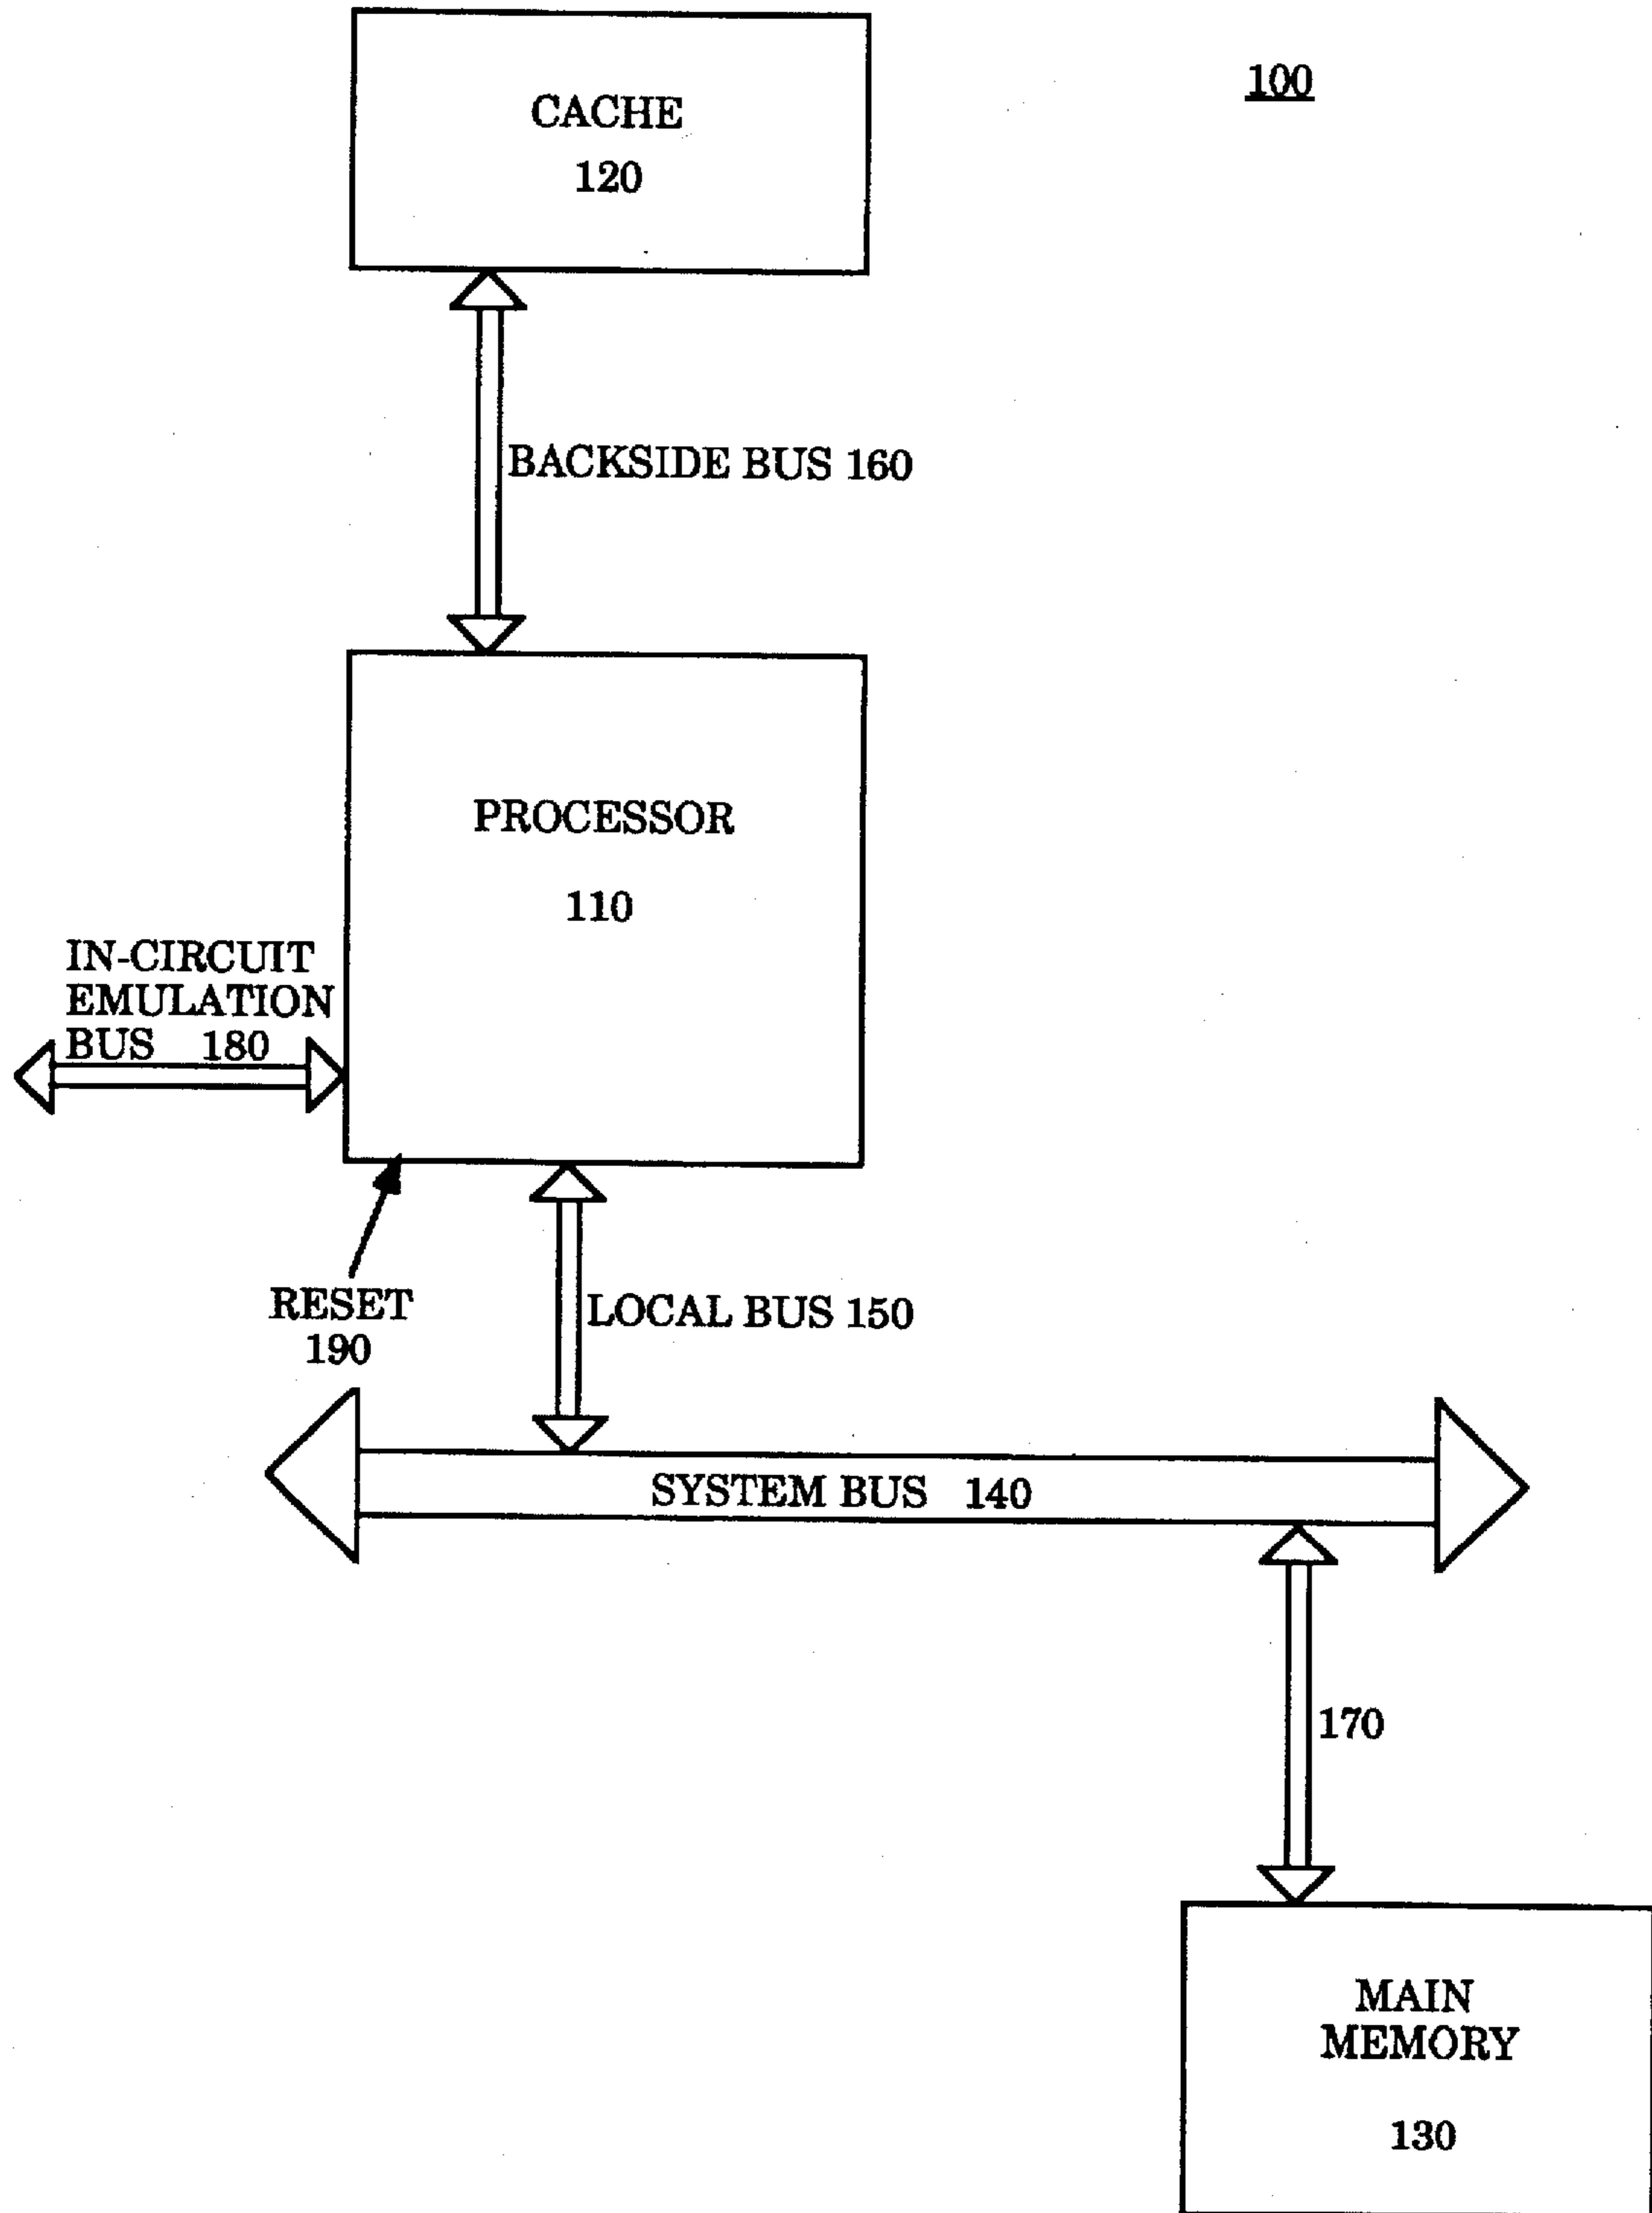 100
CACHE
120
BACKSIDE BUS 160
PROCESSOR
110
IN-CIRCUIT
EMULATION
BUS 180
RESET
190
LOCAL BUS 150
SYSTEM BUS 140
170
MAIN
MEMORY
130